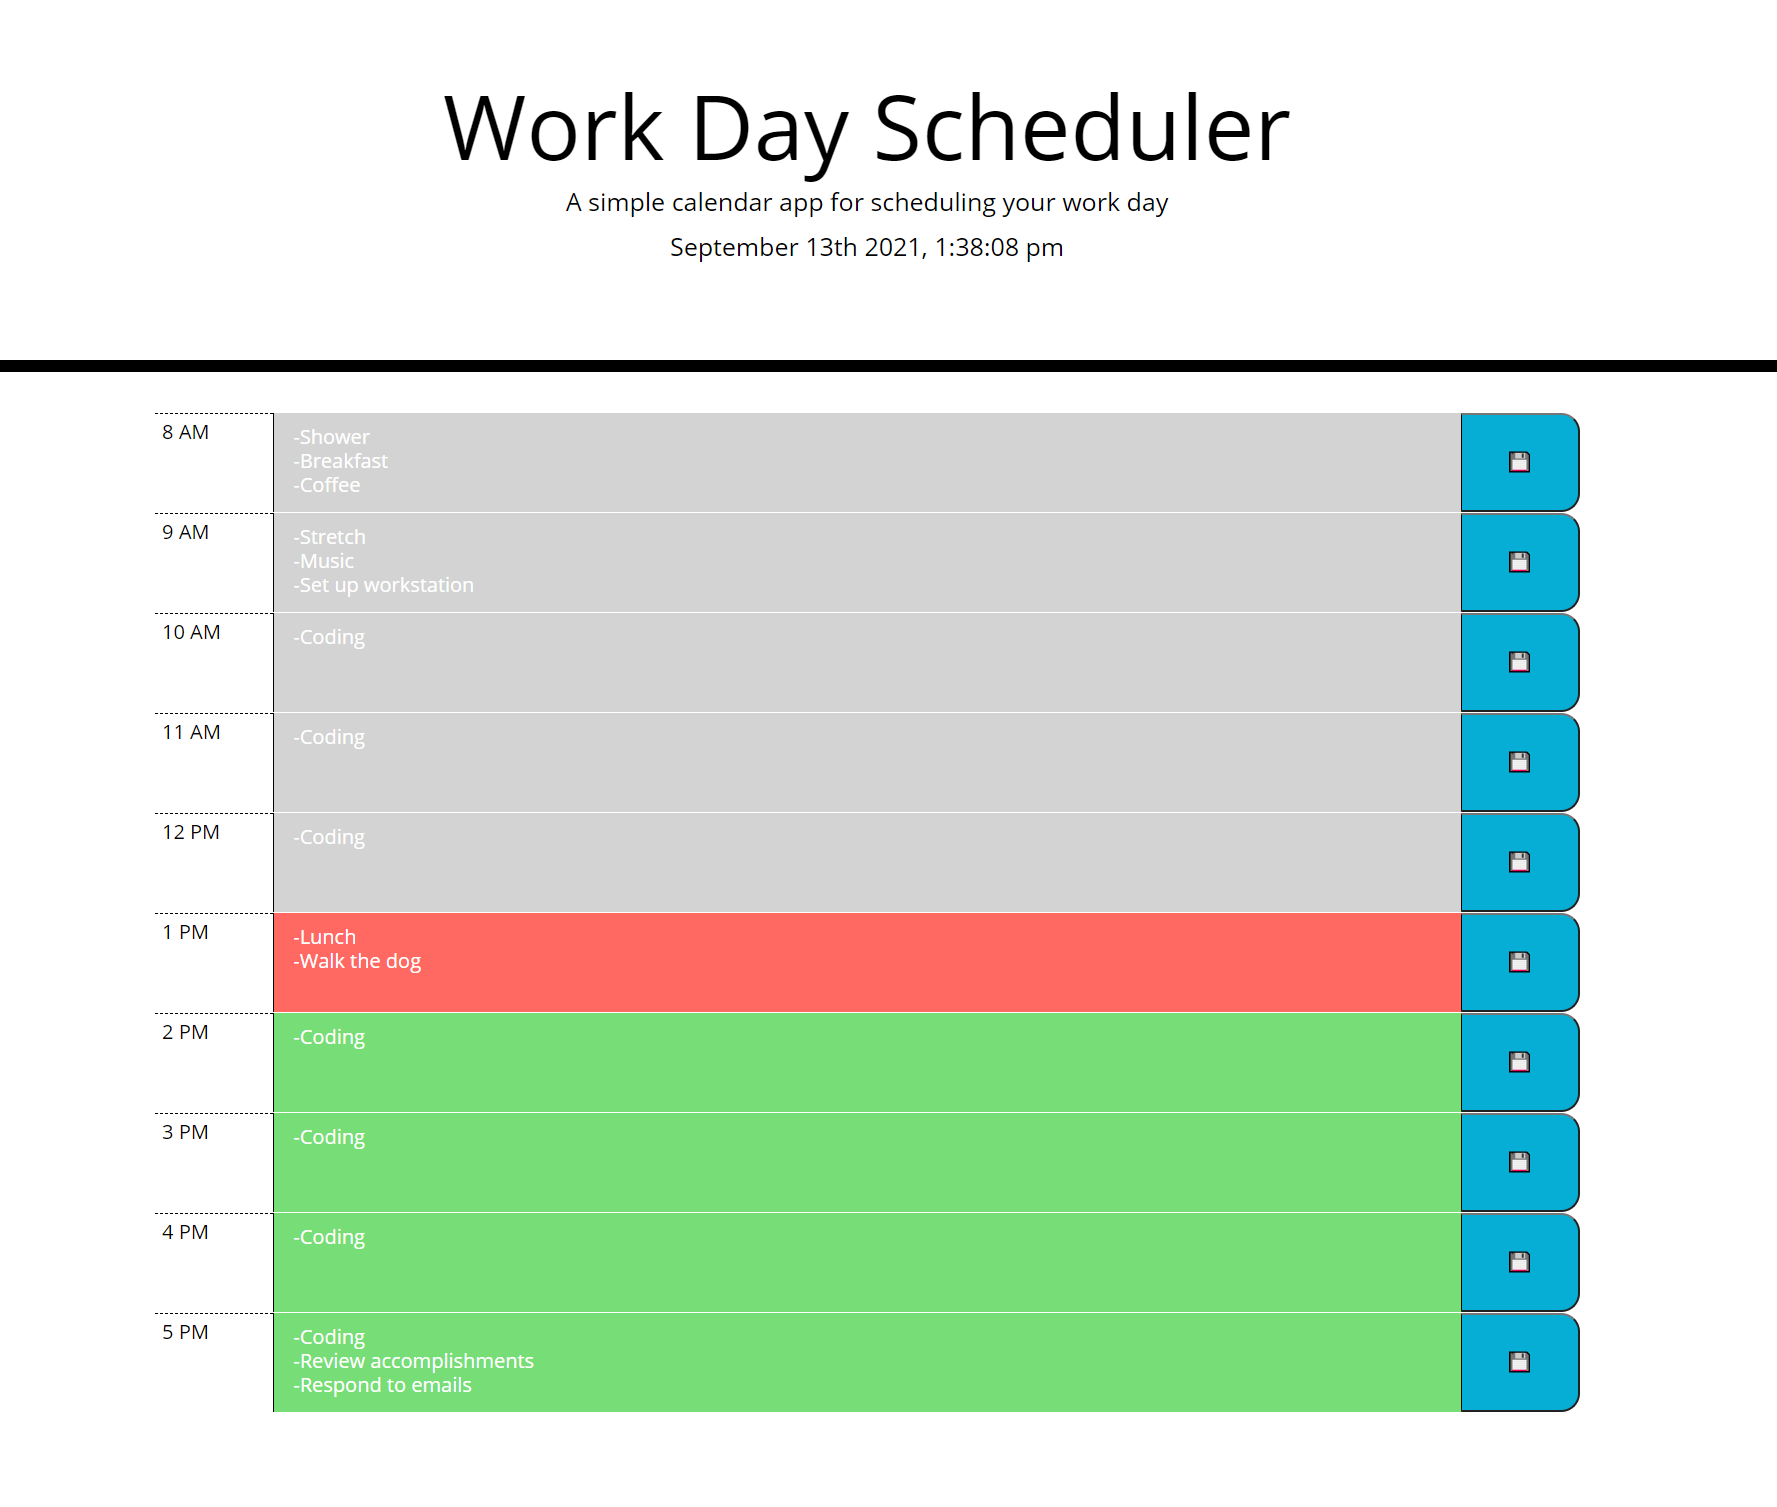 Work Day Scheduler
A simple calendar app for scheduling your work day
September 13th 2021, 1:38:08 pm
8 AM
-Shower
-Breakfast
-Coffee
9 AM
-Stretch
-Music
-Set up workstation
10 AM
-Coding
11 AM
-Coding
12 PM
-Coding
1 PM
-Lunch
-Walk the dog
2 PM
-Coding
3 PM
-Coding
4 PM
-Coding
5 PM
-Coding
-Review accomplishments
-Respond to emails